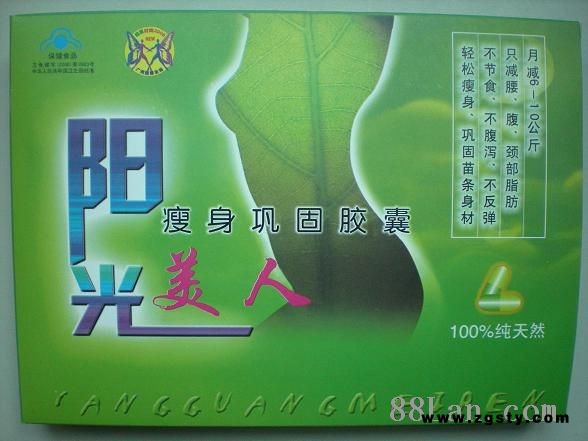 保健食品
月减6—10公斤
只减腰、腹、颈部脂肪
不节食、不腹泻、不反弹
轻松瘦身、巩固苗条身材
阳光
瘦身巩固胶囊
美人
100%纯天然
YANGGUANGMEIREN
88Lan.com
www.zgsty.com